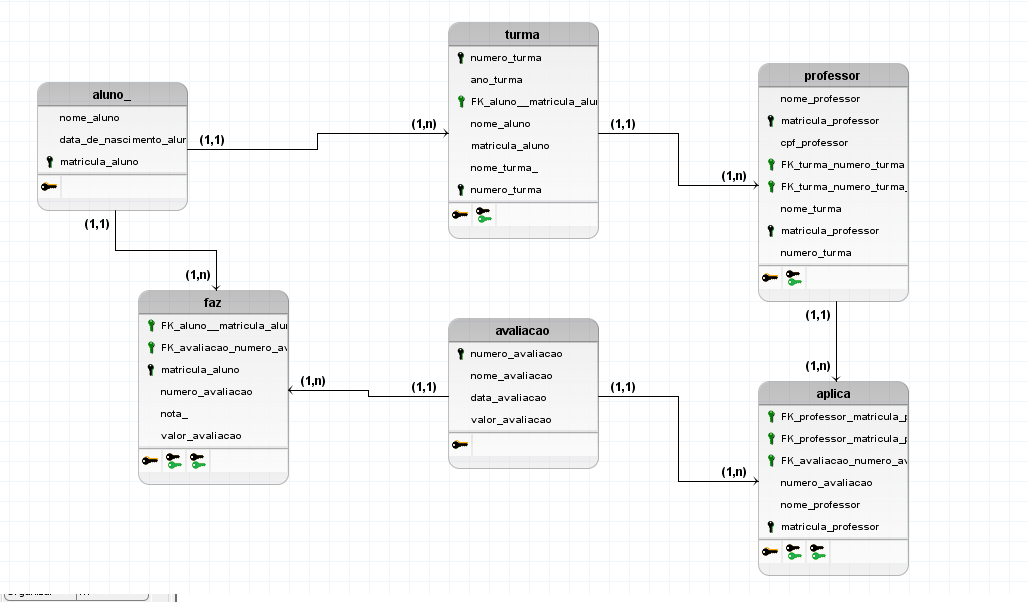 turma
numero_turma
ano_turma
FK_aluno__matricula_alu
nome_aluno
matricula_aluno
nome_turma_
numero_turma
professor
nome_professor
matricula_professor
cpf_professor
FK_turma_numero_turma
FK_turma_numero_turma_
nome_turma
matricula_professor
numero_turma
aluno_
nome_aluno
data_de_nascimento_alur
matricula_aluno
(1,1)
(1,n)
(1,1)
(1,n)
(1,1)
(1,n)
faz
FK_aluno__matricula_alu
FK_avaliacao_numero_av
matricula_aluno
numero_avaliacao
nota_
valor_avaliacao
(1,n)
(1,1)
avaliacao
numero_avaliacao
nome_avaliacao
data_avaliacao
valor_avaliacao
(1,1)
(1,n)
(1,1)
(1,n)
aplica
FK_professor_matricula_p
FK_professor_matricula_p
FK_avaliacao_numero_av
numero_avaliacao
nome_professor
matricula_professor